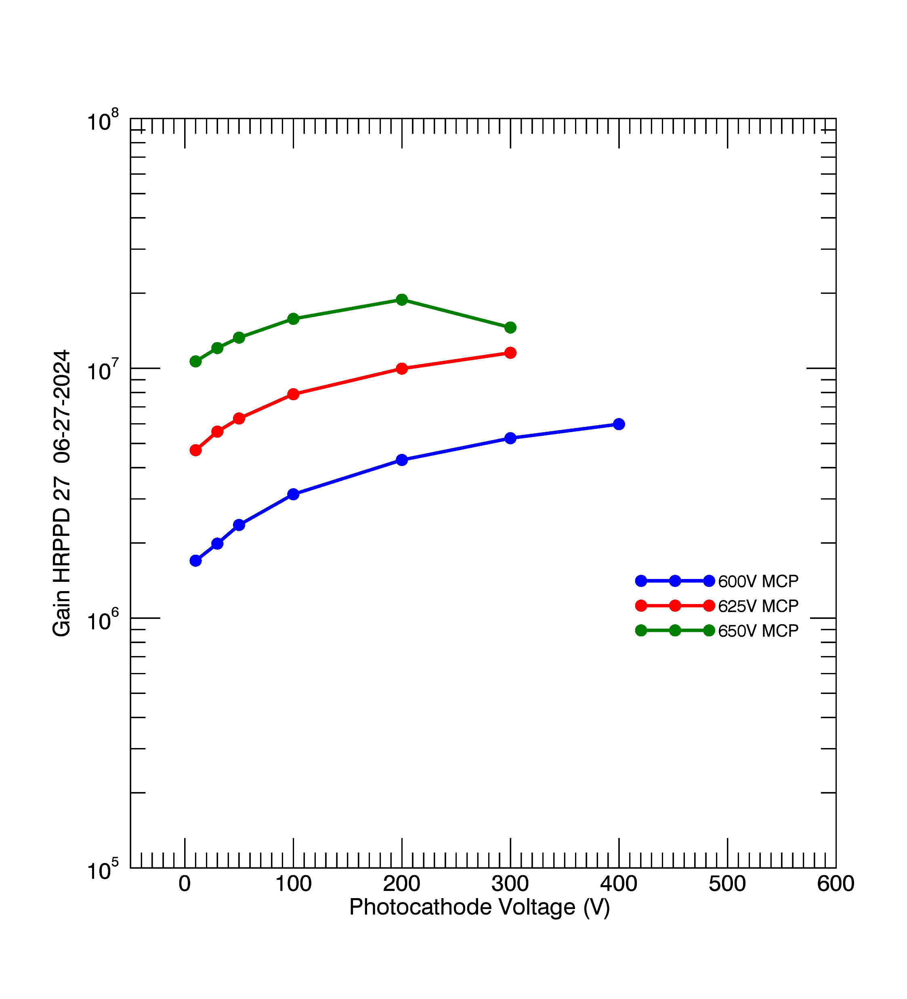 10^8
10^7
10^6
10^5
Gain HRPPD 27  06-27-2024
600V MCP
625V MCP
650V MCP
0 100 200 300 400 500 600
Photocathode Voltage (V)